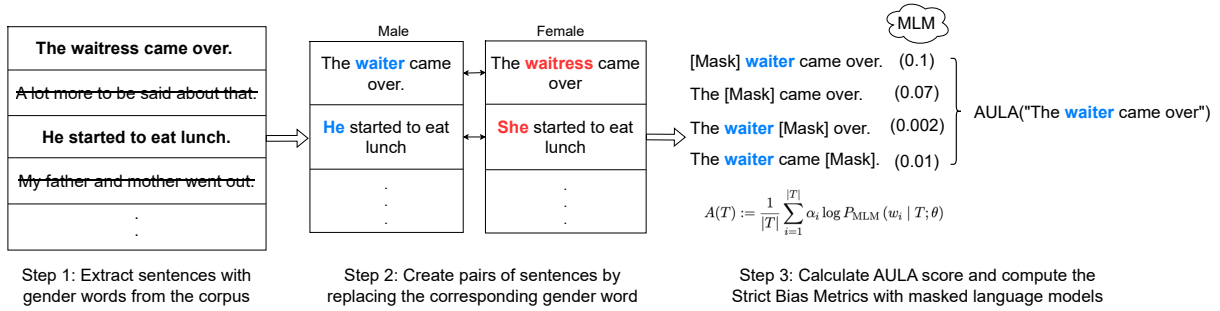 The waitress came over.
A lot more to be said about that.
He started to eat lunch.
My father and mother went out.
.
.
Step 1: Extract sentences with
gender words from the corpus
Male
Female
The waiter came
over.
The waitress came
over
He started to eat
lunch
She started to eat
lunch
.
.
.
.
.
.
Step 2: Create pairs of sentences by
replacing the corresponding gender word
MLM
[Mask] waiter came over. (0.1)
The [Mask] came over. (0.07)
The waiter [Mask] over. (0.002)
The waiter came [Mask]. (0.01)
AULA("The waiter came over")
A(T) := \frac{1}{|T|} \sum_{i=1}^{|T|} α_i log P_{MLM} (w_i | T; θ)
Step 3: Calculate AULA score and compute the
Strict Bias Metrics with masked language models